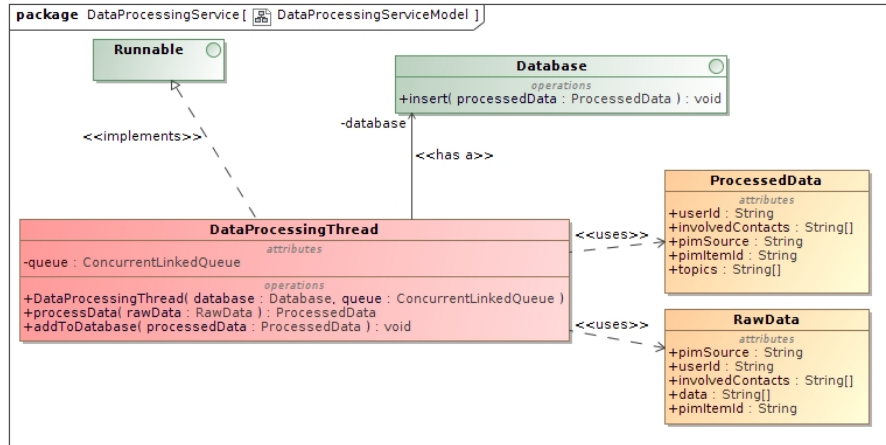 package DataProcessingService [ DataProcessingServiceModel ]
Runnable
Database
operations
+insert( processedData : ProcessedData ) : void
-database
<<implements>>
<<has a>>
ProcessedData
attributes
+userId : String
+involvedContacts : String[]
+pimSource : String
+pimItemId : String
+topics : String[]
DataProcessingThread
attributes
-queue : ConcurrentLinkedQueue
operations
+DataProcessingThread( database : Database, queue : ConcurrentLinkedQueue )
+processData( rawData : RawData ) : ProcessedData
+addToDatabase( processedData : ProcessedData ) : void
<<uses>>
<<uses>>
RawData
attributes
+pimSource : String
+userId : String
+involvedContacts : String[]
+data : String[]
+pimItemId : String